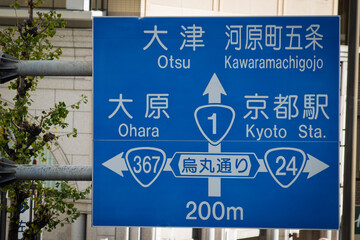 大津 河原町五条
Otsu Kawaramachigojo
大原 京都駅
Ohara 1 Kyoto Sta.
367 烏丸通り 24
200m